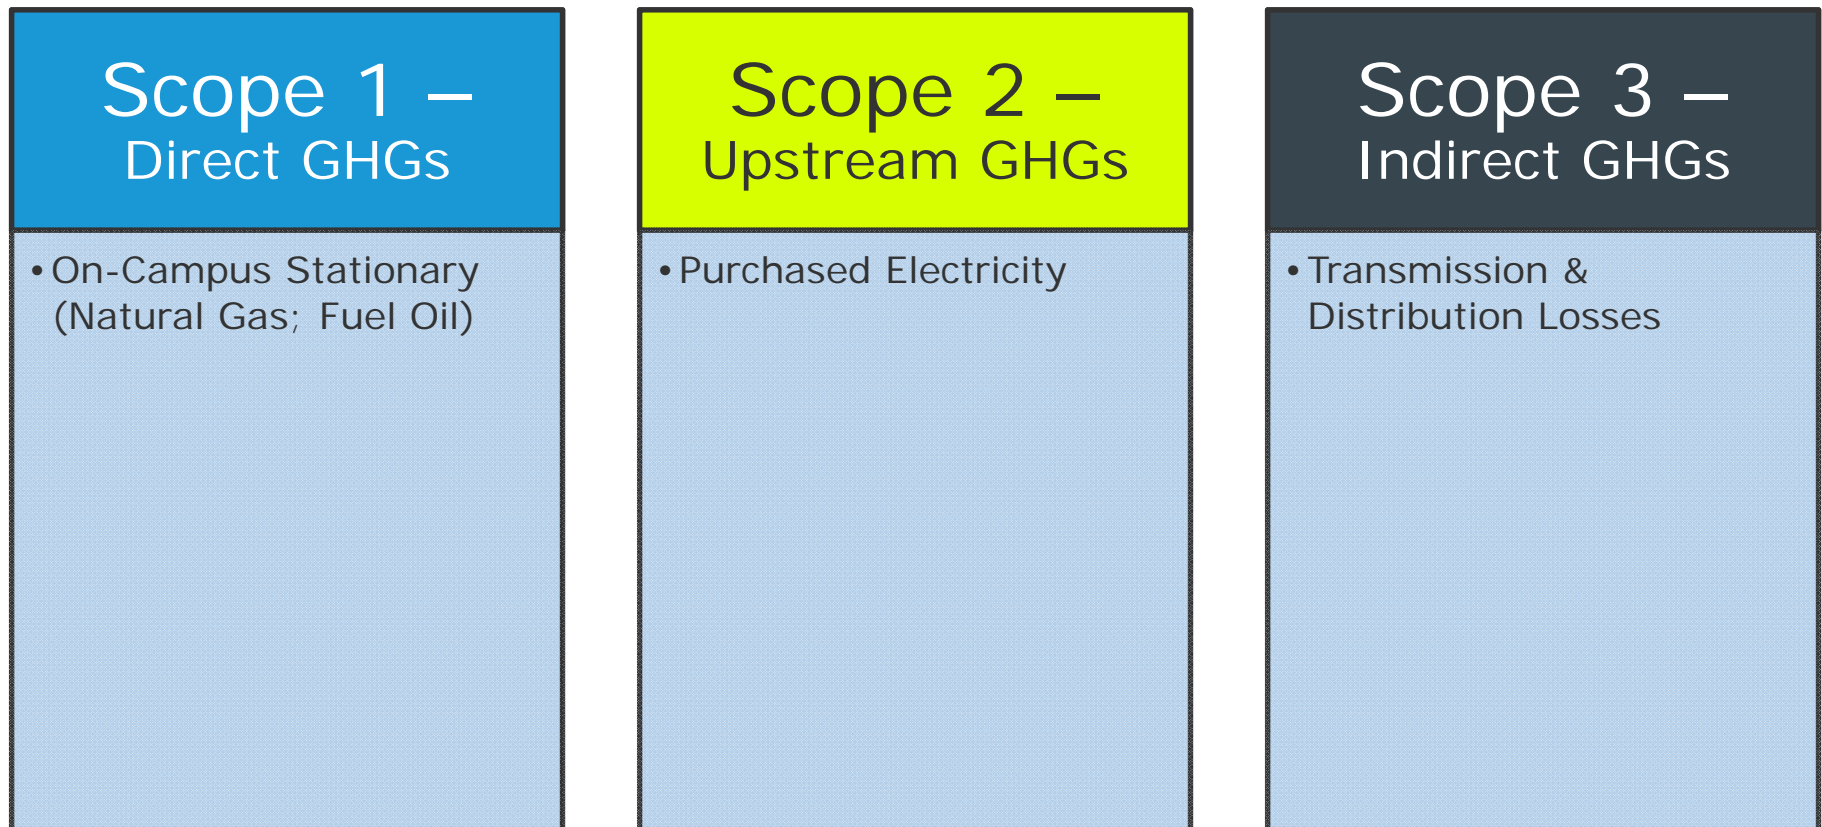 Scope 1 –
Direct GHGs
• On-Campus Stationary
(Natural Gas; Fuel Oil)
Scope 2 –
Upstream GHGs
• Purchased Electricity
Scope 3 –
Indirect GHGs
• Transmission &
Distribution Losses